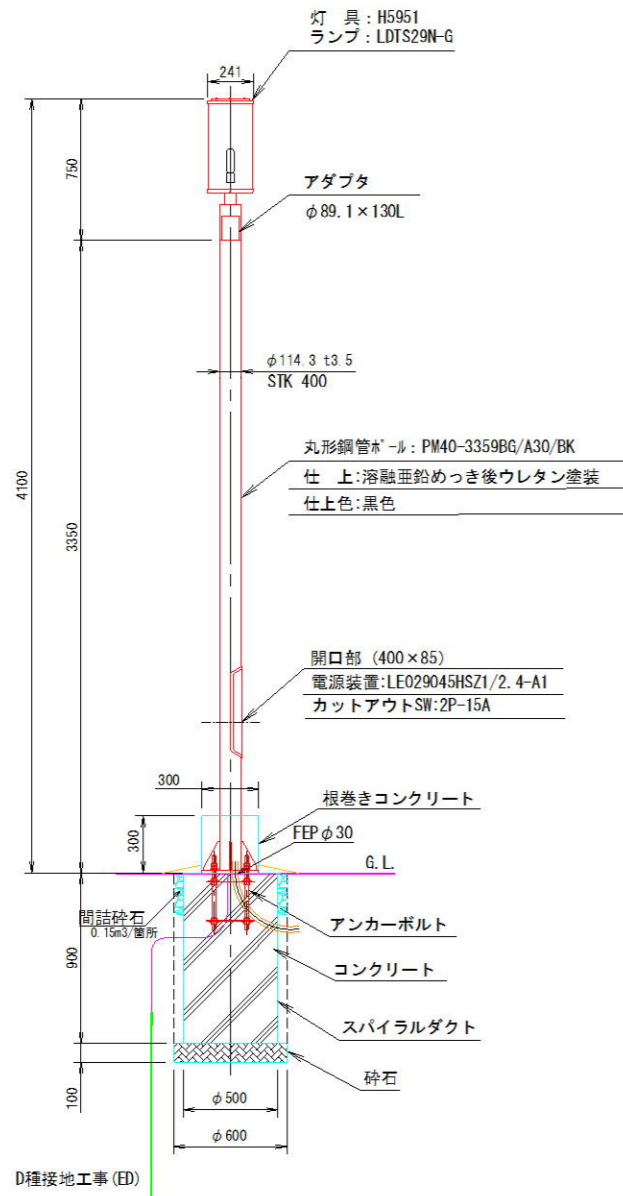 灯　具：H5951
ランプ：LDTS29N-G
241
750
アダプタ
φ89.1×130L
φ114.3 t3.5
STK 400
4100
3350
丸形鋼管ﾎﾟｰﾙ：PM40-3359BG/A30/BK
仕　上:溶融亜鉛めっき後ウレタン塗装
仕上色:黒色
開口部（400×85）
電源装置:LE029045HSZ1/2.4-A1
カットアウトSW:2P-15A
300
根巻きコンクリート
300
FEPφ30
G.L.
間詰砕石
0.15m3/箇所
アンカーボルト
900
コンクリート
スパイラルダクト
砕石
100
φ500
φ600
D種接地工事(ED)